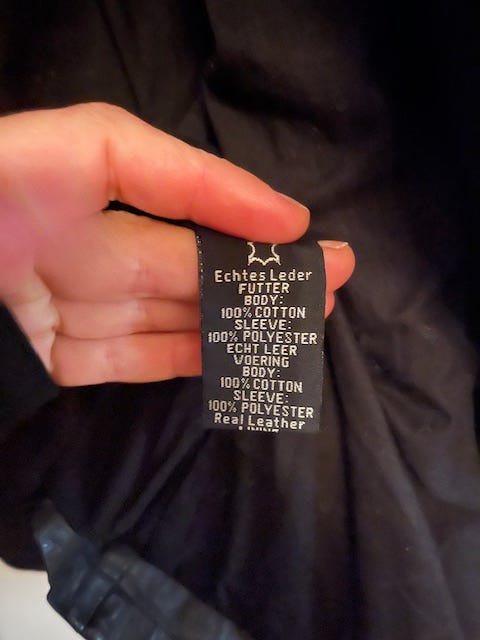 Echtes Leder
FUTTER
BODY:
100% COTTON
SLEEVE:
100% POLYESTER
ECHT LEER
VOERING
BODY:
100% COTTON
SLEEVE:
100% POLYESTER
Real Leather